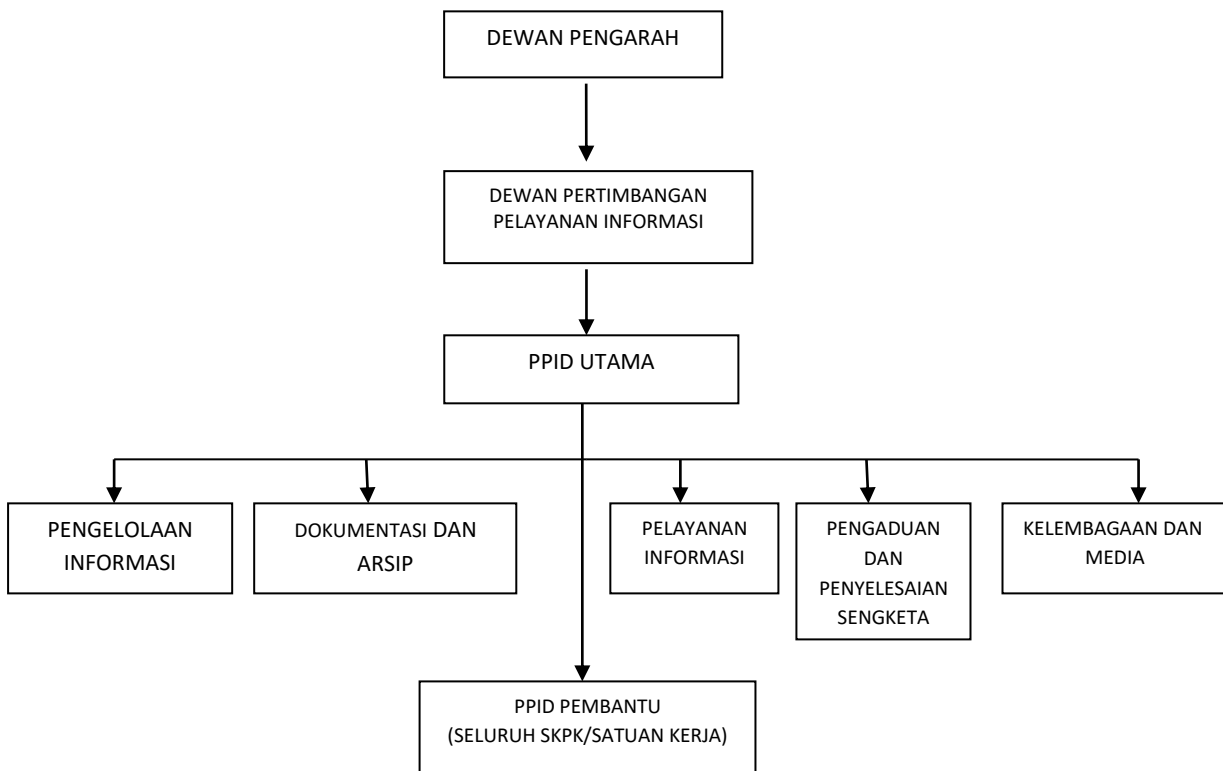 DEWAN PENGARAH
DEWAN PERTIMBANGAN
PELAYANAN INFORMASI
PPID UTAMA
PENGELOLAAN
INFORMASI
DOKUMENTASI DAN
ARSIP
PELAYANAN
INFORMASI
PENGADUAN
DAN
PENYELESAIAN
SENGKETA
KELEMBAGAAN DAN
MEDIA
PPID PEMBANTU
(SELURUH SKPK/SATUAN KERJA)